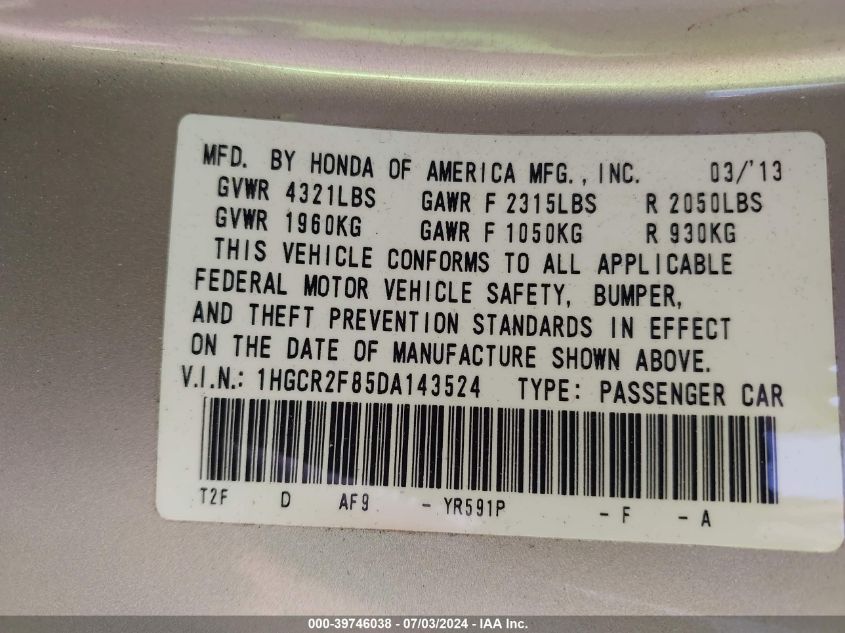 MFD. BY HONDA OF AMERICA MFG., INC. 03/'13
GVWR 4321LBS GAWR F 2315LBS R 2050LBS
GVWR 1960KG GAWR F 1050KG R 930KG
THIS VEHICLE CONFORMS TO ALL APPLICABLE
FEDERAL MOTOR VEHICLE SAFETY, BUMPER,
AND THEFT PREVENTION STANDARDS IN EFFECT
ON THE DATE OF MANUFACTURE SHOWN ABOVE.
V.I.N.: 1HGCR2F85DA143524 TYPE: PASSENGER CAR
T2F D AF9 - YR591P - F - A
000-39746038 - 07/03/2024 - IAA Inc.